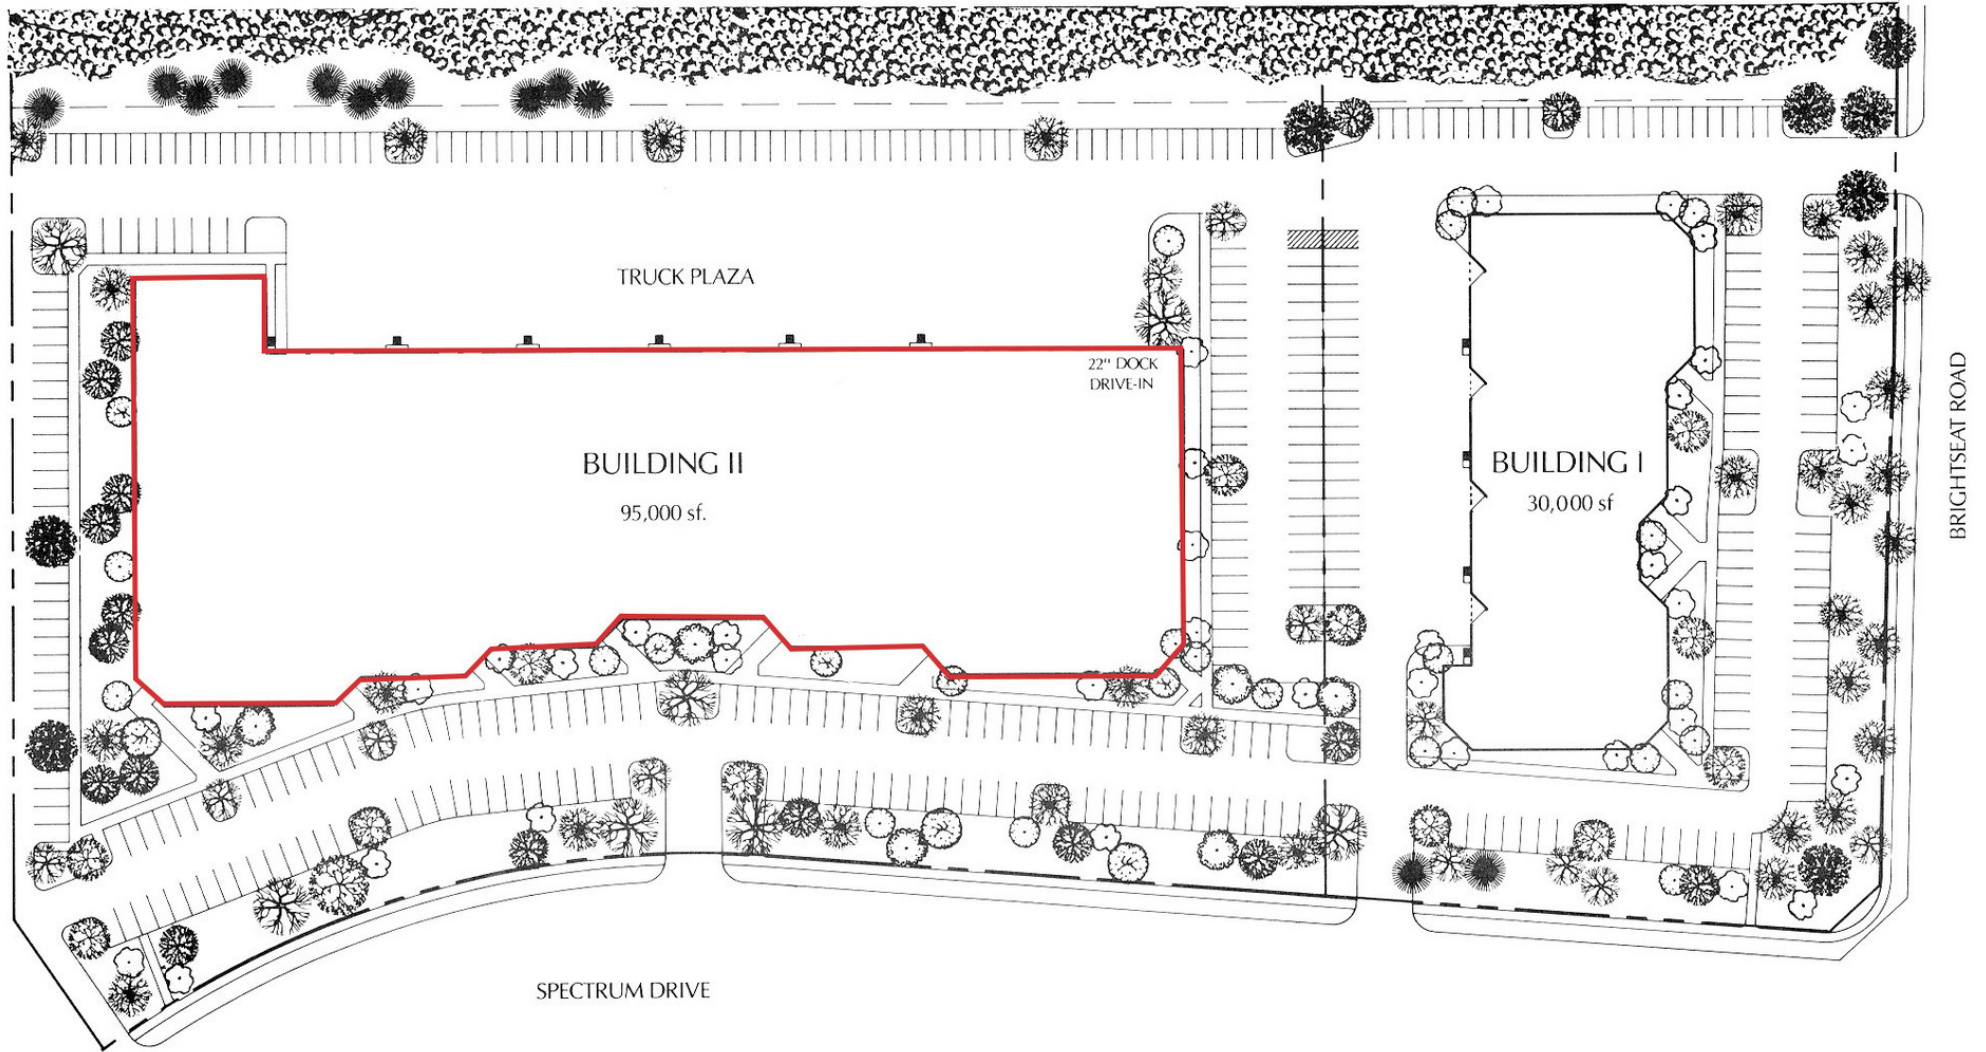 TRUCK PLAZA
22" DOCK
DRIVE-IN
BUILDING II
95,000 sf.
BUILDING I
30,000 sf
BRIGHTSEAT ROAD
SPECTRUM DRIVE